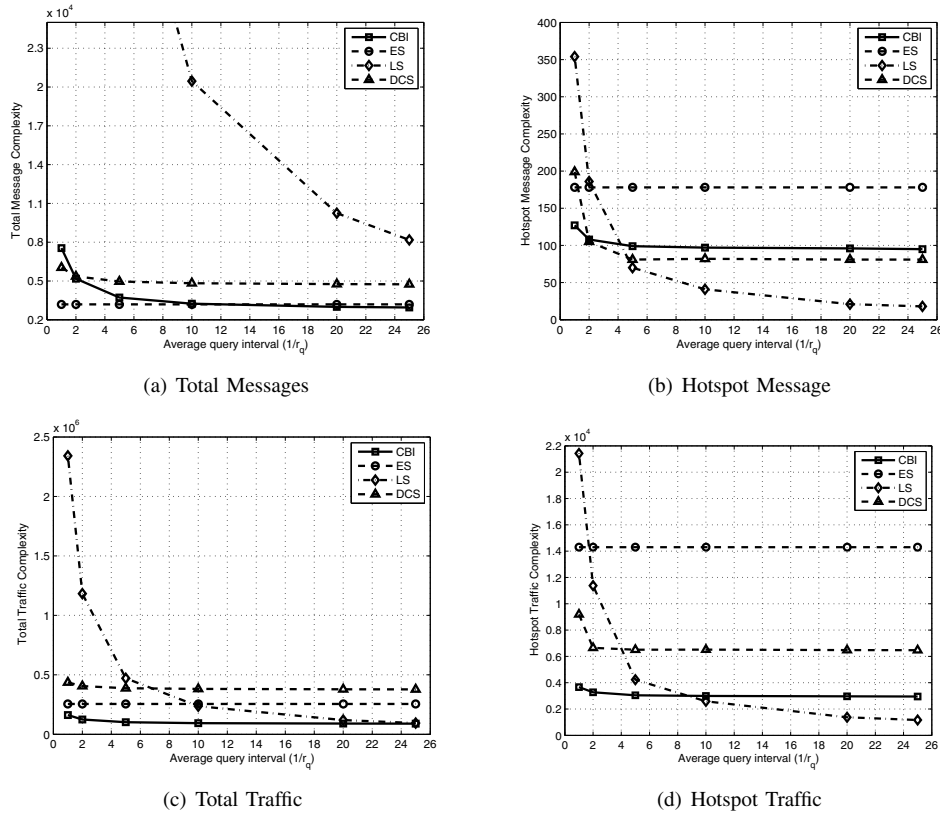 x 10^4
2.3
2
1.7
1.4
1.1
0.8
0.5
0.2
0 2 4 6 8 10 12 14 16 18 20 22 24 26
Total Message Complexity
Average query interval (1/r_q)
CBI
ES
LS
DCS
(a) Total Messages
400
350
300
250
200
150
100
50
0
0 2 4 6 8 10 12 14 16 18 20 22 24 26
Hotspot Message Complexity
Average query interval (1/r_q)
CBI
ES
LS
DCS
(b) Hotspot Message
x 10^6
2.5
2
1.5
1
0.5
0
0 2 4 6 8 10 12 14 16 18 20 22 24 26
Total Traffic Complexity
Average query interval (1/r_q)
CBI
ES
LS
DCS
(c) Total Traffic
x 10^4
2.2
2
1.8
1.6
1.4
1.2
1
0.8
0.6
0.4
0.2
0
0 2 4 6 8 10 12 14 16 18 20 22 24 26
Hotspot Traffic Complexity
Average query interval (1/r_q)
CBI
ES
LS
DCS
(d) Hotspot Traffic